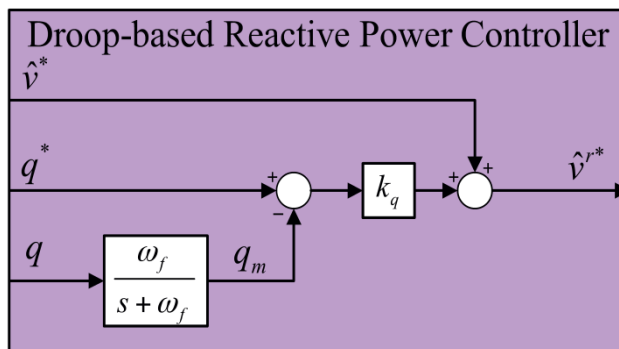 Droop-based Reactive Power Controller
v̂*
q*
+
−
k_q
+
+
v̂^{r*}
q
ω_f
s + ω_f
q_m